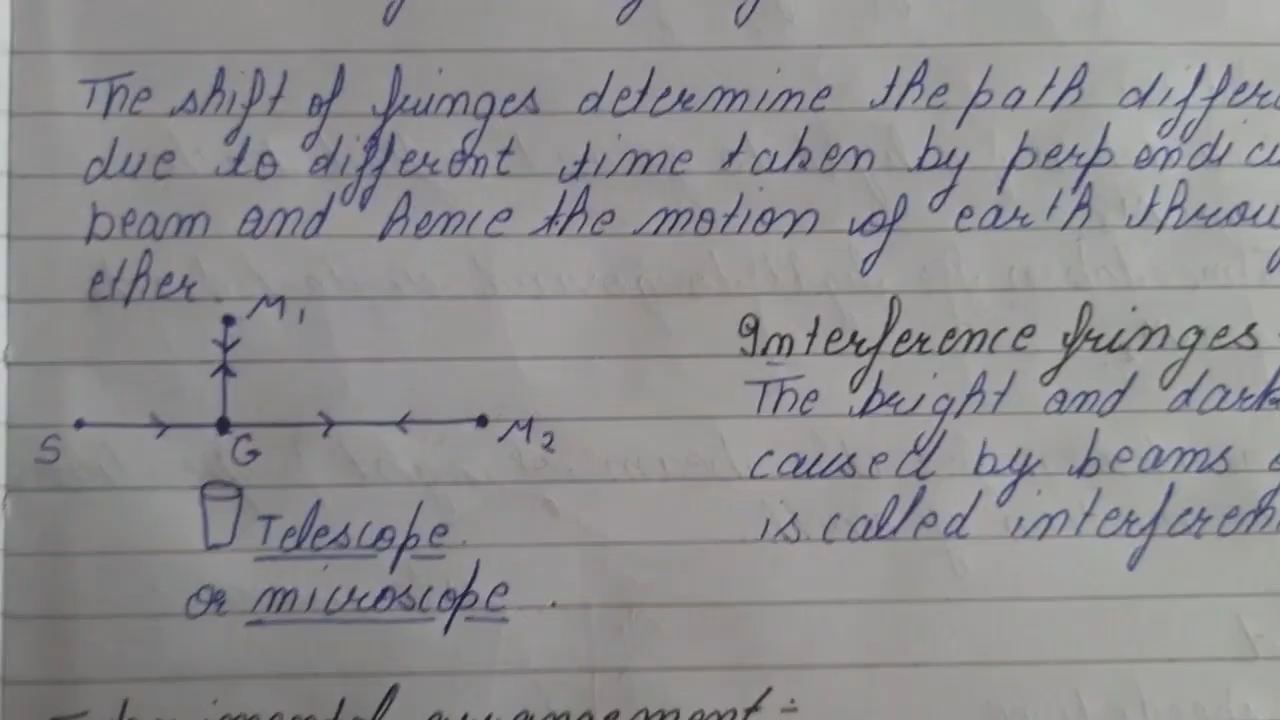 The shift of fringes determine the path differ
due to different time taken by perpendic
beam and hence the motion of earth throu
ether.
M1
S
G
M2
Telescope.
or microscope.
Interference fringes
The bright and dark
caused by beams
is called interferen
arrangement:-